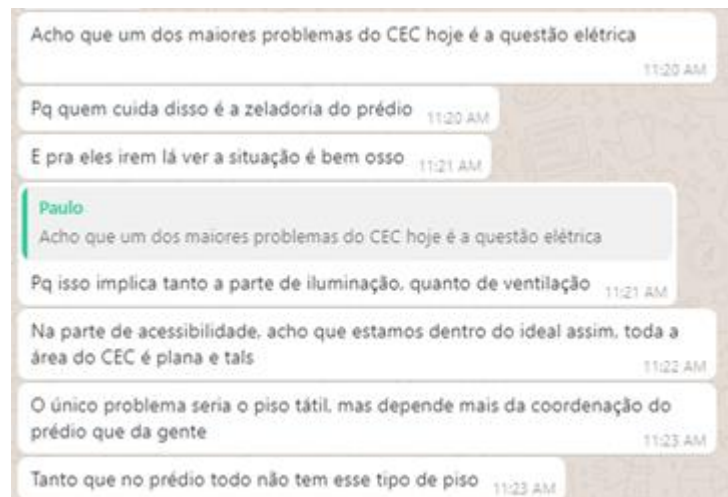 Acho que um dos maiores problemas do CEC hoje é a questão elétrica
11:20 AM
Pq quem cuida disso é a zeladoria do prédio 11:20 AM
E pra eles irem lá ver a situação é bem osso 11:21 AM
Paulo
Acho que um dos maiores problemas do CEC hoje é a questão elétrica
Pq isso implica tanto a parte de iluminação, quanto de ventilação 11:21 AM
Na parte de acessibilidade, acho que estamos dentro do ideal assim, toda a
área do CEC é plana e tals 11:22 AM
O único problema seria o piso tátil, mas depende mais da coordenação do
prédio que da gente 11:23 AM
Tanto que no prédio todo não tem esse tipo de piso 11:23 AM